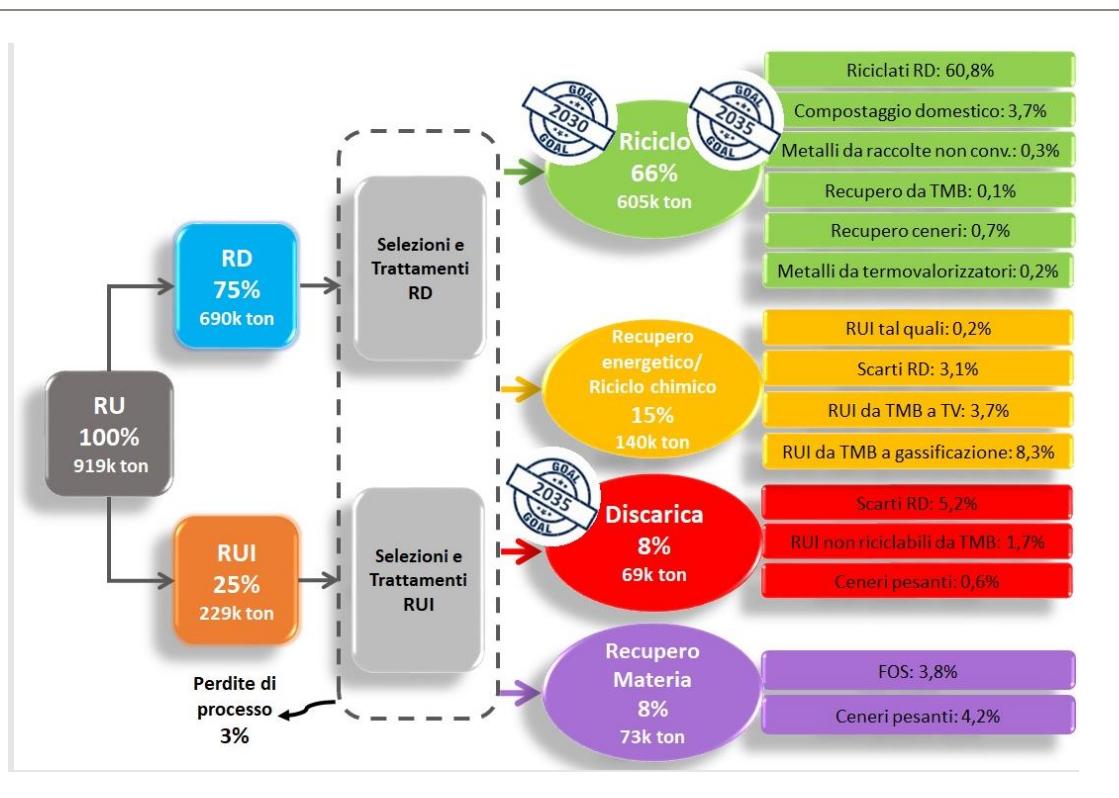 RU
100%
919k ton
RD
75%
690k ton
RUI
25%
229k ton
Perdite di
processo
3%
Selezioni e
Trattamenti
RD
Selezioni e
Trattamenti
RUI
GOAL
2030
GOAL
GOAL
2035
GOAL
Riciclo
66%
605k ton
Riciclati RD: 60,8%
Compostaggio domestico: 3,7%
Metalli da raccolte non conv.: 0,3%
Recupero da TMB: 0,1%
Recupero ceneri: 0,7%
Metalli da termovalorizzatori: 0,2%
Recupero
energetico/
Riciclo chimico
15%
140k ton
RUI tal quali: 0,2%
Scarti RD: 3,1%
RUI da TMB a TV: 3,7%
RUI da TMB a gassificazione: 8,3%
GOAL
2035
GOAL
Discarica
8%
69k ton
Scarti RD: 5,2%
RUI non riciclabili da TMB: 1,7%
Ceneri pesanti: 0,6%
Recupero
Materia
8%
73k ton
FOS: 3,8%
Ceneri pesanti: 4,2%